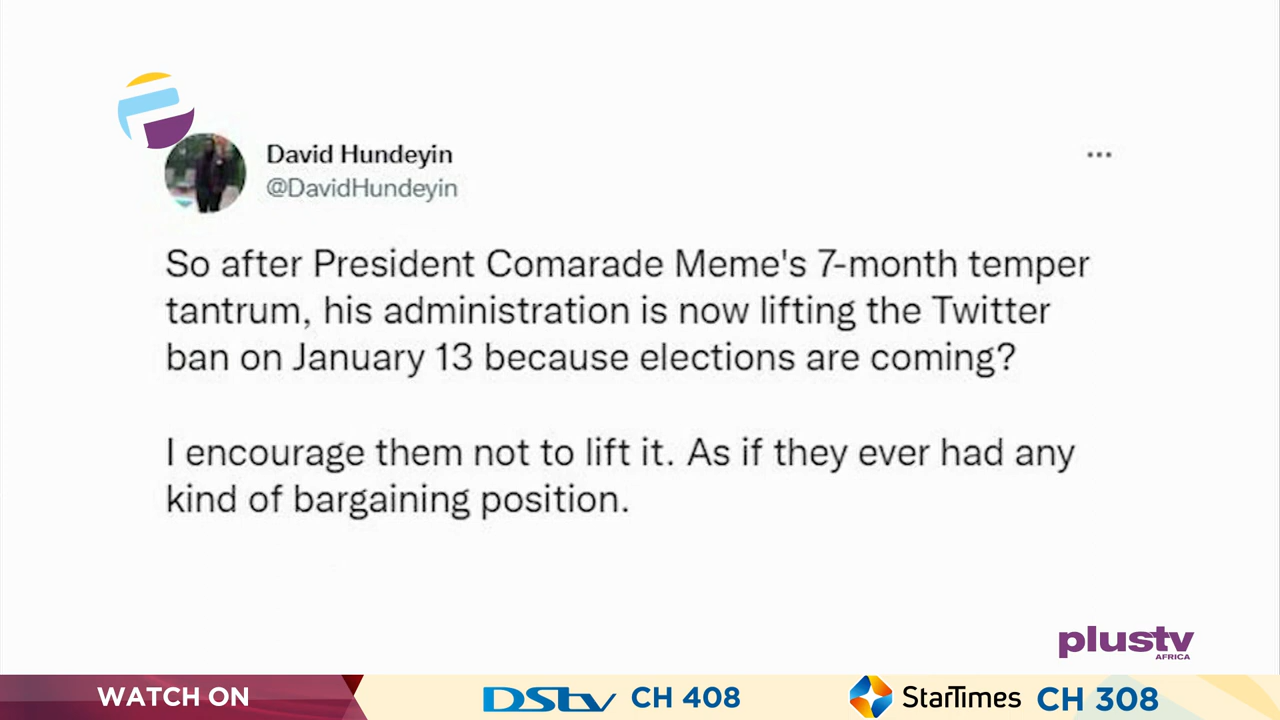 David Hundeyin
@DavidHundeyin
So after President Comarade Meme's 7-month temper
tantrum, his administration is now lifting the Twitter
ban on January 13 because elections are coming?
I encourage them not to lift it. As if they ever had any
kind of bargaining position.
plustv
AFRICA
WATCH ON
DStv CH 408
StarTimes CH 308